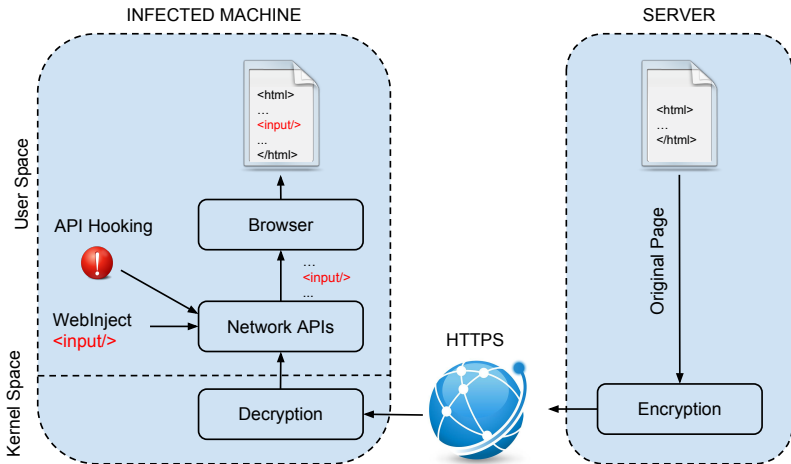 INFECTED MACHINE
SERVER
<html>
…
<input/>
...
</html>
<html>
…
</html>
User Space
API Hooking
!
Browser
…
<input/>
...
WebInject
<input/>
Network APIs
Original Page
HTTPS
Kernel Space
Decryption
Encryption